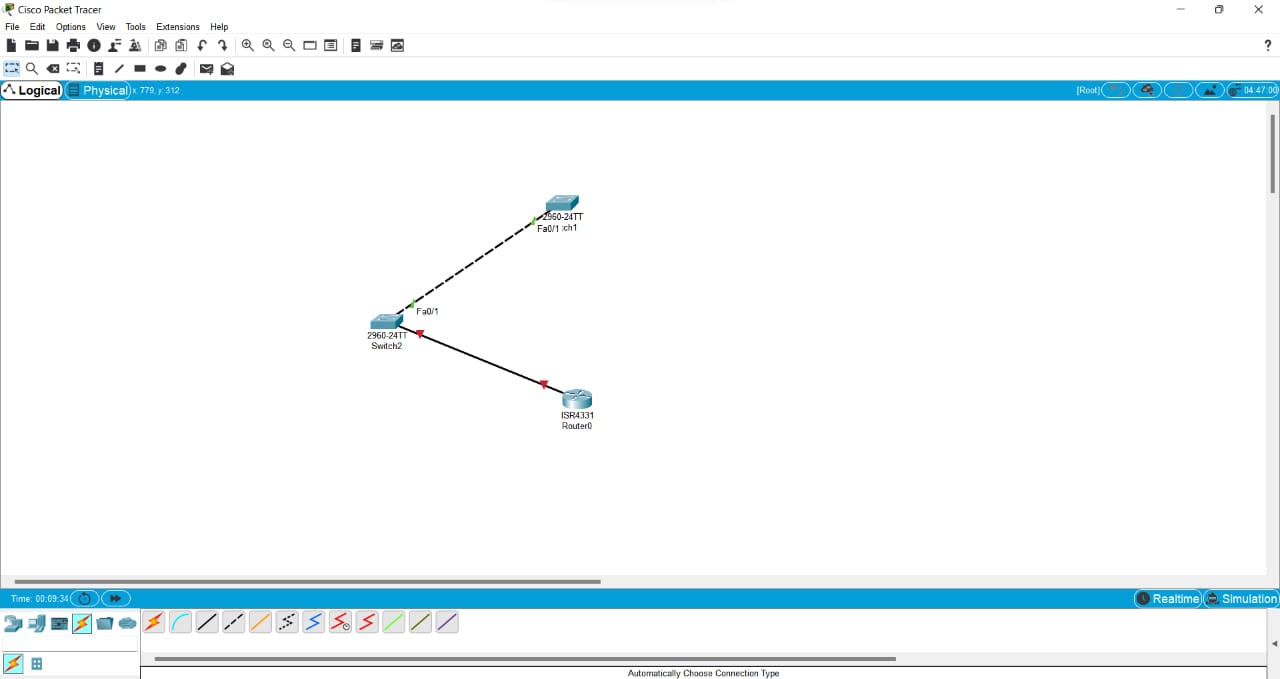 Cisco Packet Tracer
File Edit Options View Tools Extensions Help
?
Logical Physical x: 779, y: 312 [Root] 04:47:00
2960-24TT
Fa0/1 :ch1
Fa0/1
2960-24TT
Switch2
ISR4331
Router0
Time: 00:09:34 Realtime Simulation
Automatically Choose Connection Type